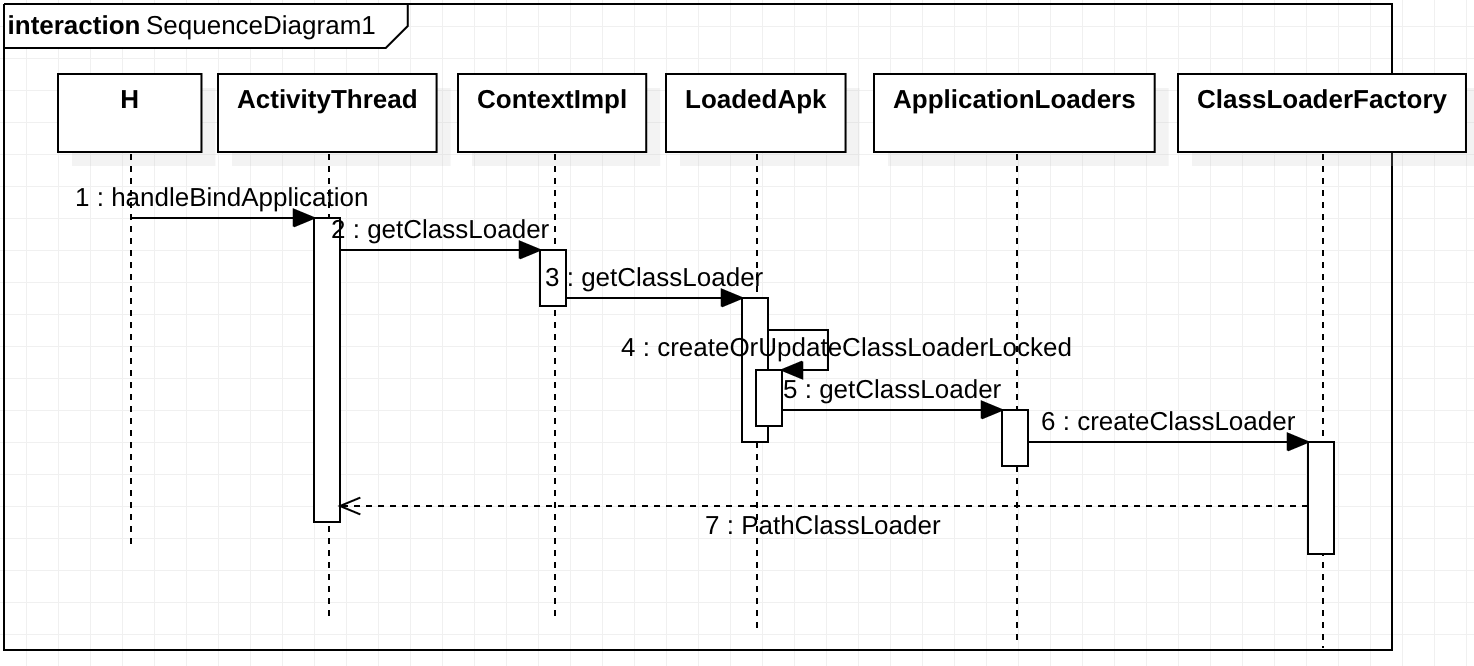 interaction SequenceDiagram1
H
ActivityThread
ContextImpl
LoadedApk
ApplicationLoaders
ClassLoaderFactory
1 : handleBindApplication
2 : getClassLoader
3 : getClassLoader
4 : createOrUpdateClassLoaderLocked
5 : getClassLoader
6 : createClassLoader
7 : PathClassLoader